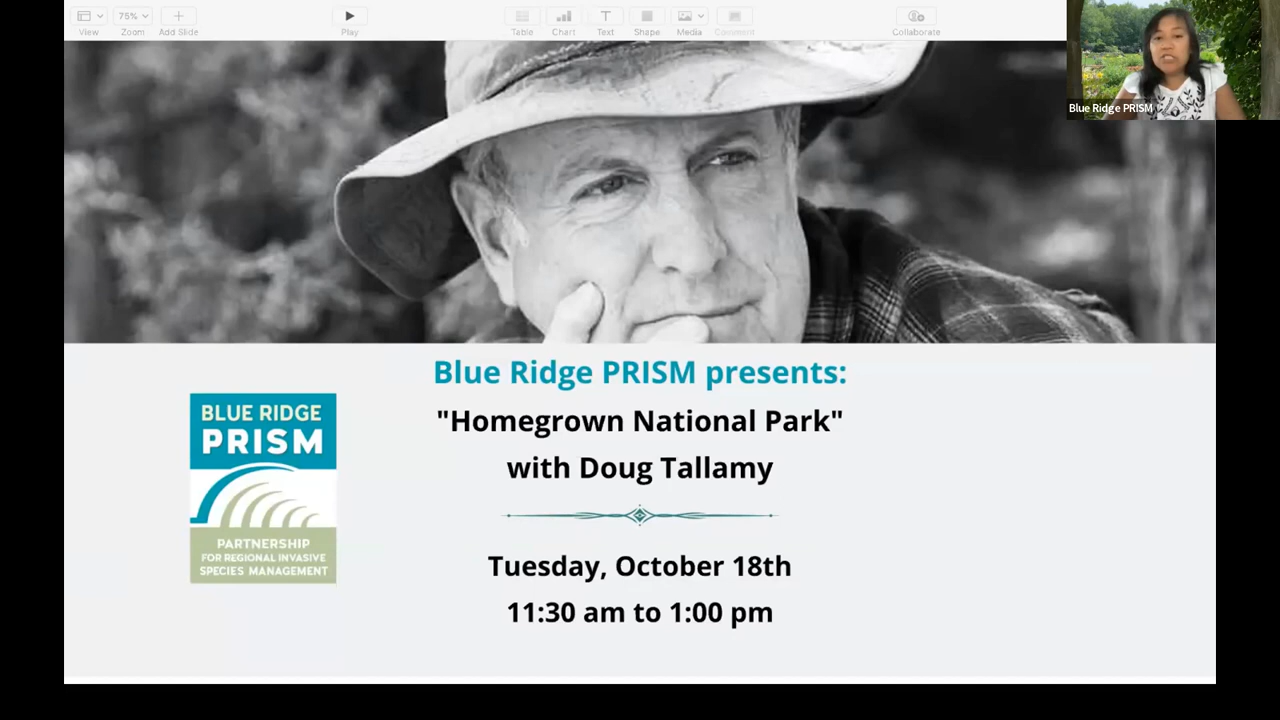 75%
View
Zoom
Add Slide
Play
Table
Chart
Text
Shape
Media
Comment
Collaborate
Blue Ridge PRISM
Blue Ridge PRISM presents:
"Homegrown National Park"
with Doug Tallamy
BLUE RIDGE
PRISM
PARTNERSHIP
FOR REGIONAL INVASIVE
SPECIES MANAGEMENT
Tuesday, October 18th
11:30 am to 1:00 pm